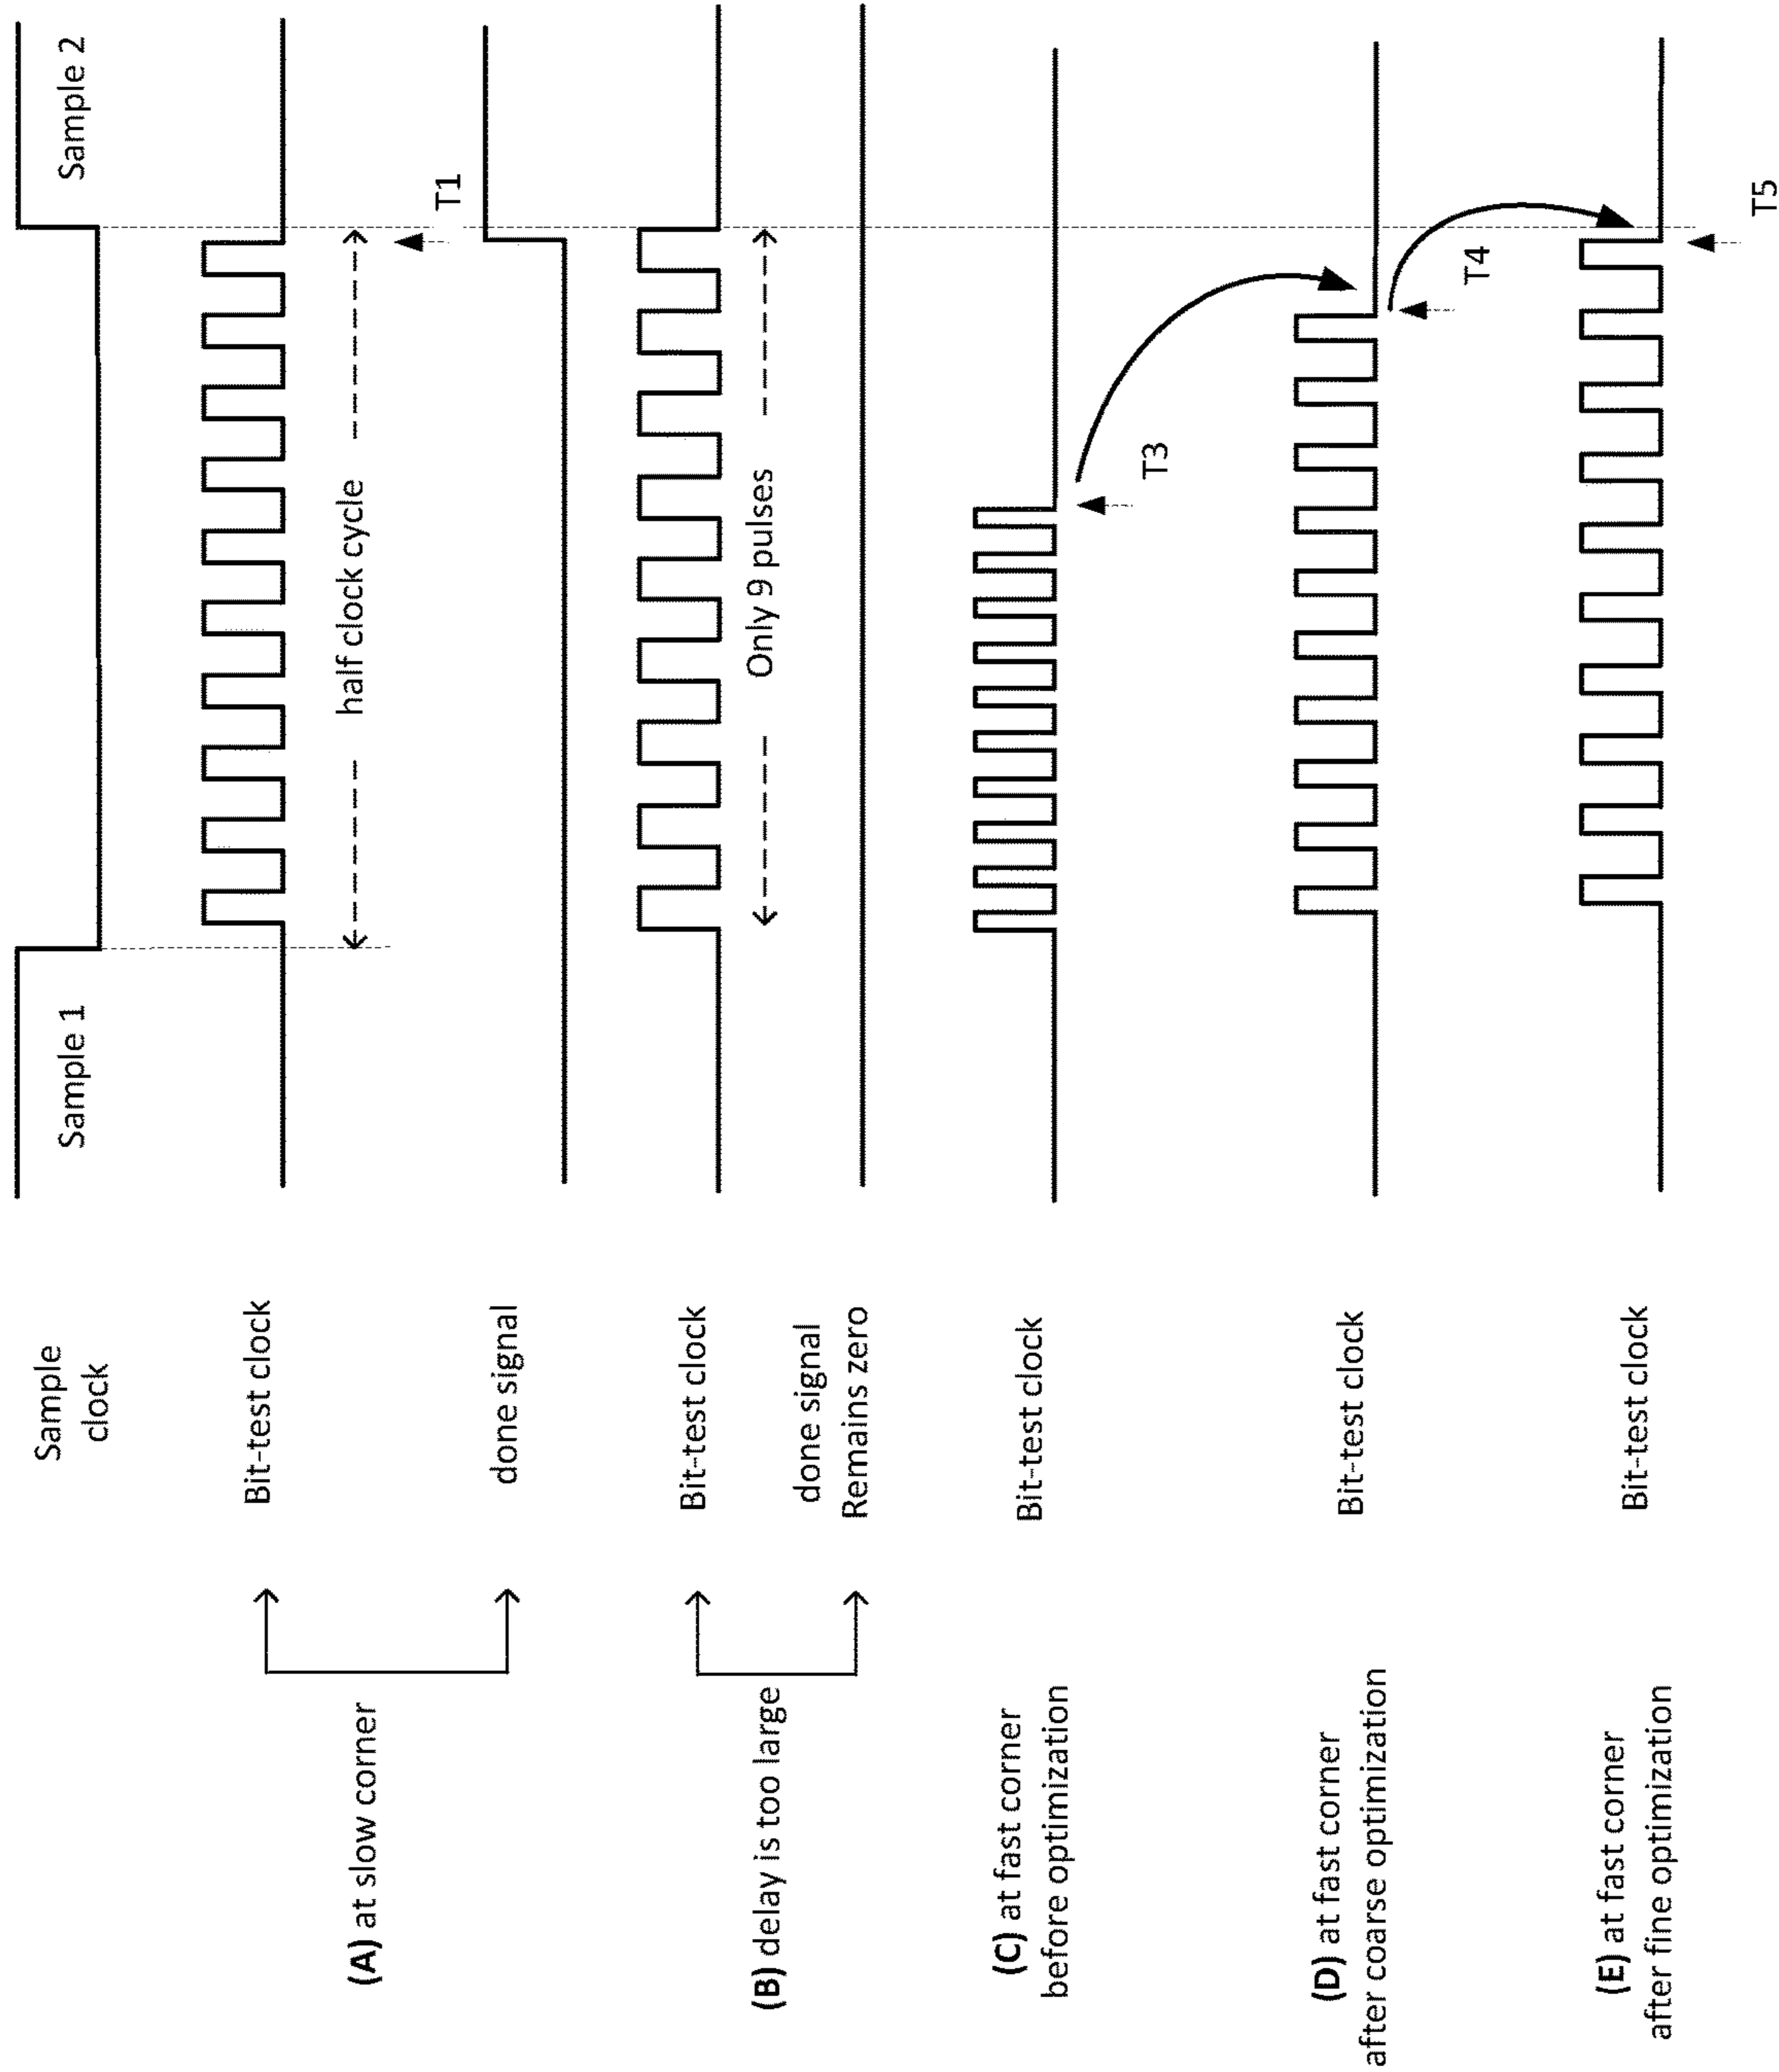 Sample
clock
Sample 1
Sample 2
(A) at slow corner
Bit-test clock
half clock cycle
T1
done signal
(B) delay is too large
Bit-test clock
Only 9 pulses
done signal
Remains zero
(C) at fast corner
before optimization
Bit-test clock
T3
(D) at fast corner
after coarse optimization
Bit-test clock
T4
(E) at fast corner
after fine optimization
Bit-test clock
T5